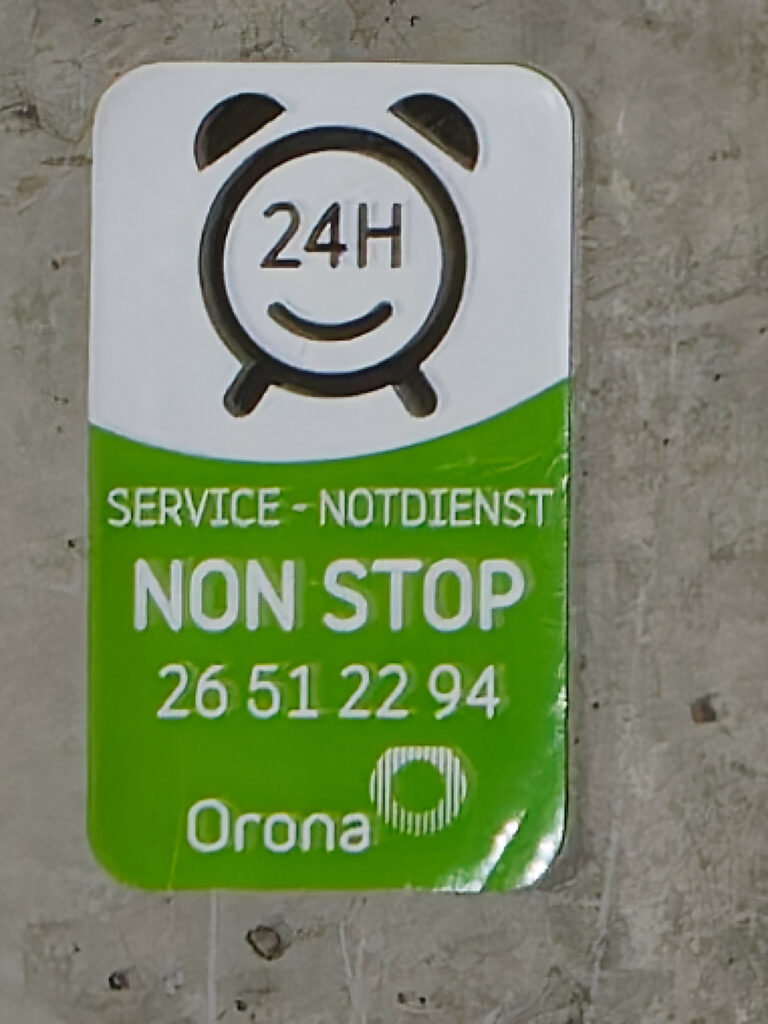 24H
SERVICE - NOTDIENST
NON STOP
26 51 22 94
Orona